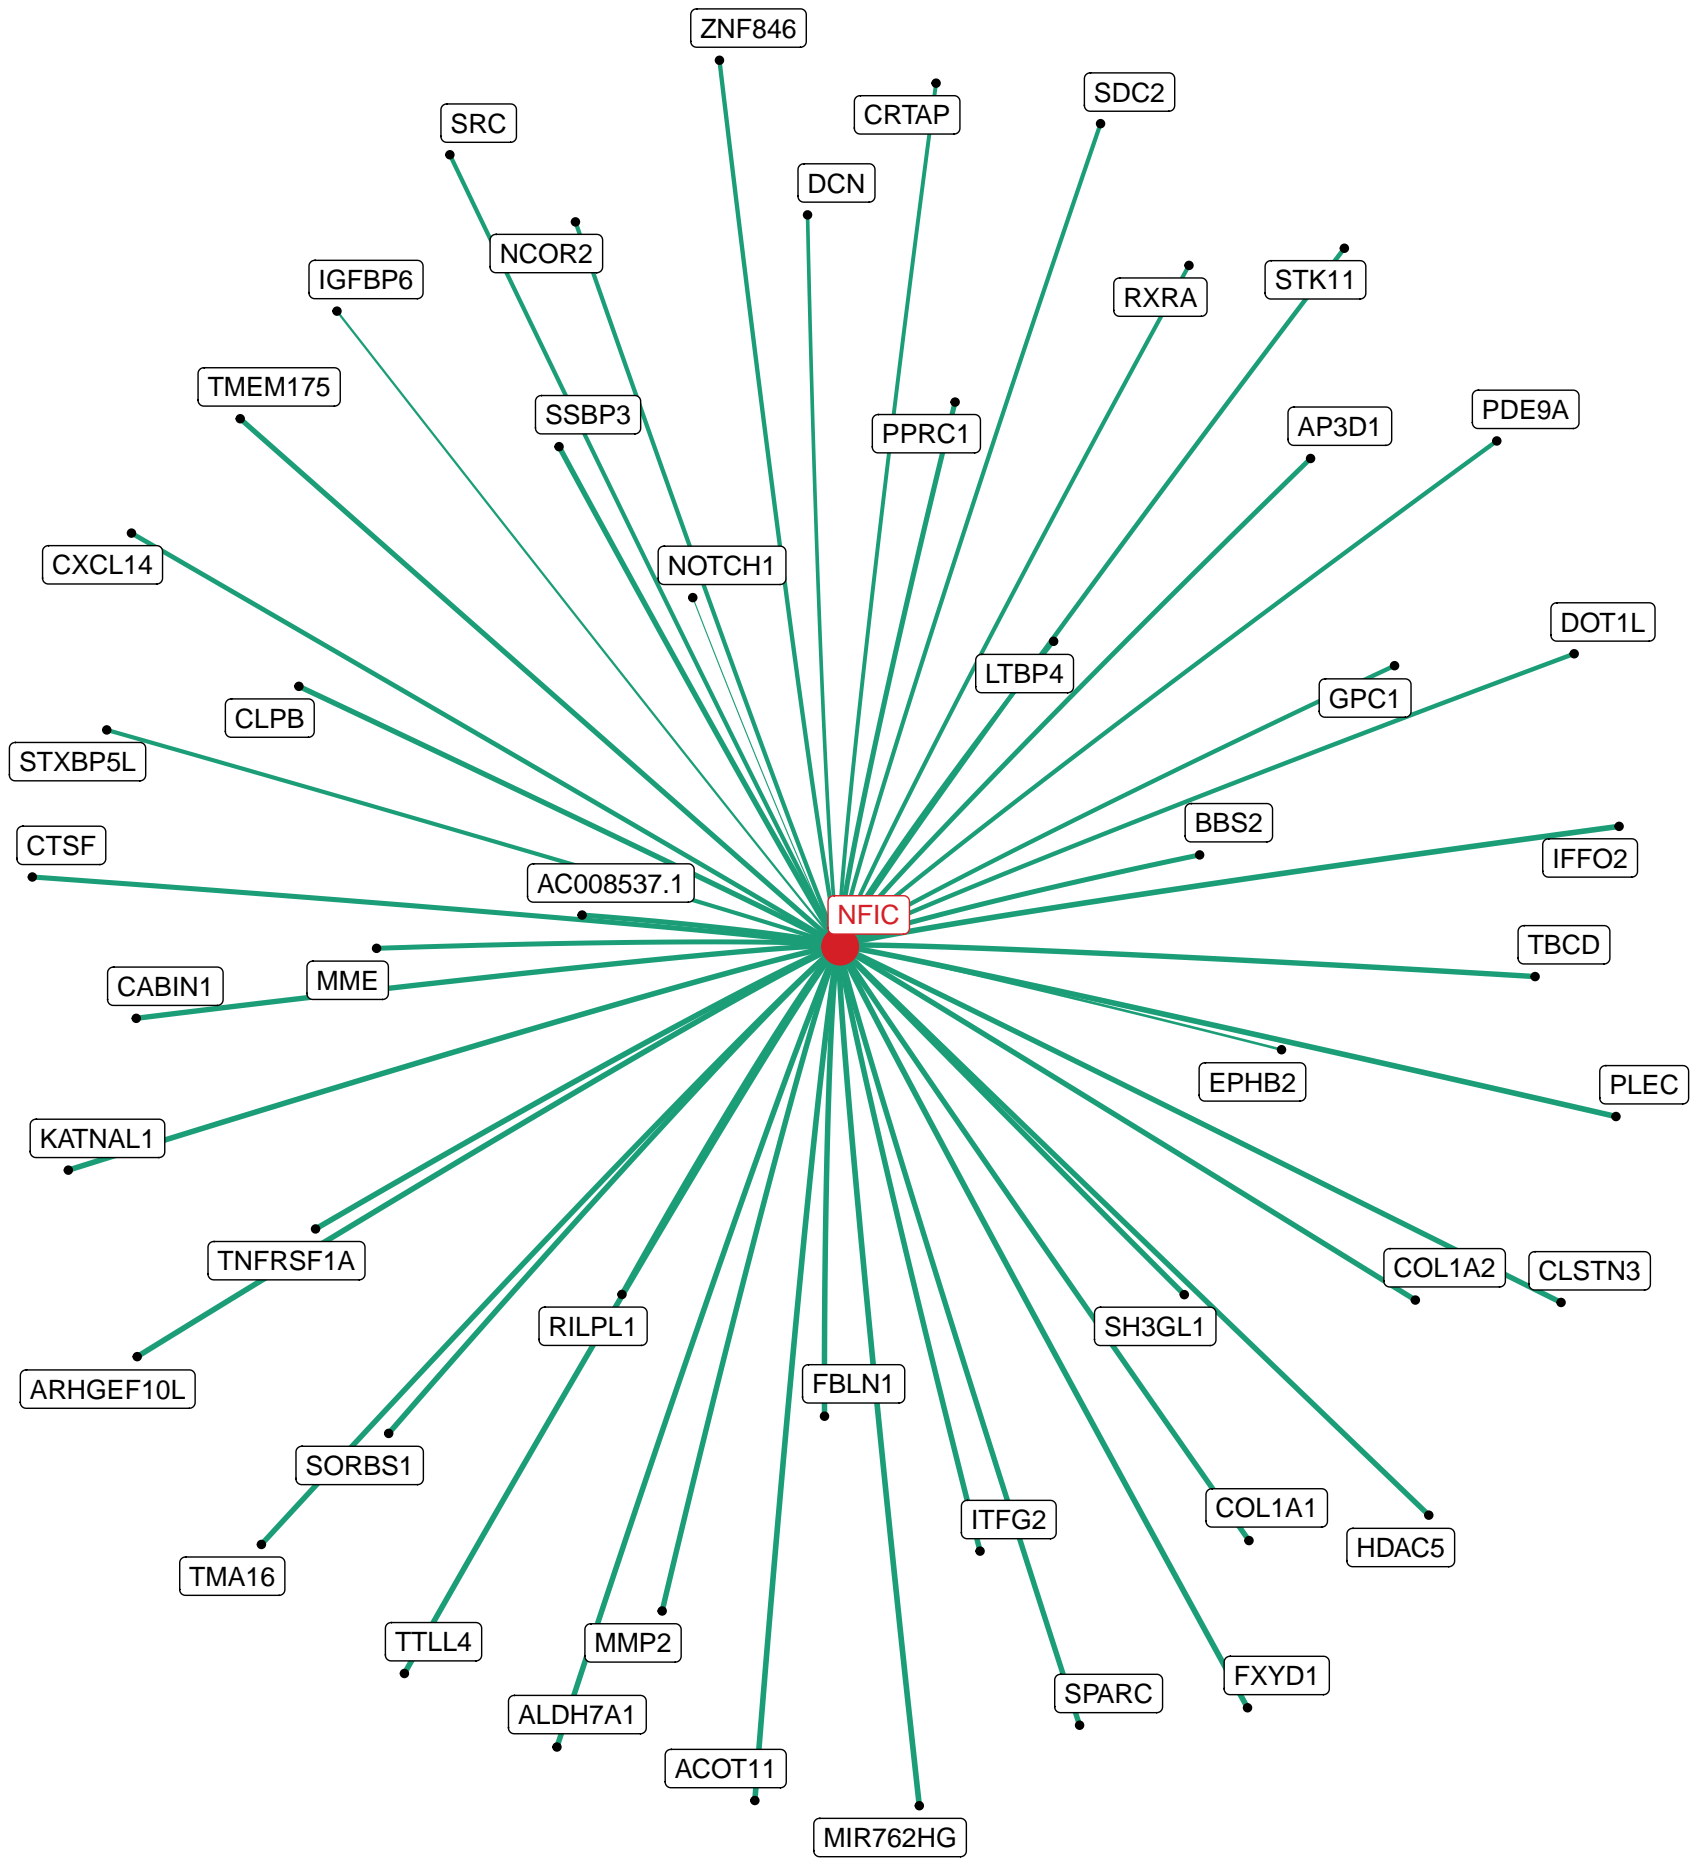 ZNF846
SDC2
CRTAP
SRC
DCN
NCOR2
IGFBP6
STK11
RXRA
TMEM175
PDE9A
SSBP3
AP3D1
PPRC1
CXCL14
NOTCH1
DOT1L
LTBP4
GPC1
CLPB
STXBP5L
BBS2
CTSF
IFFO2
AC008537.1
NFIC
TBCD
MME
CABIN1
EPHB2
PLEC
KATNAL1
TNFRSF1A
COL1A2
CLSTN3
RILPL1
SH3GL1
ARHGEF10L
FBLN1
SORBS1
COL1A1
ITFG2
HDAC5
TMA16
TTLL4
MMP2
FXYD1
SPARC
ALDH7A1
ACOT11
MIR762HG